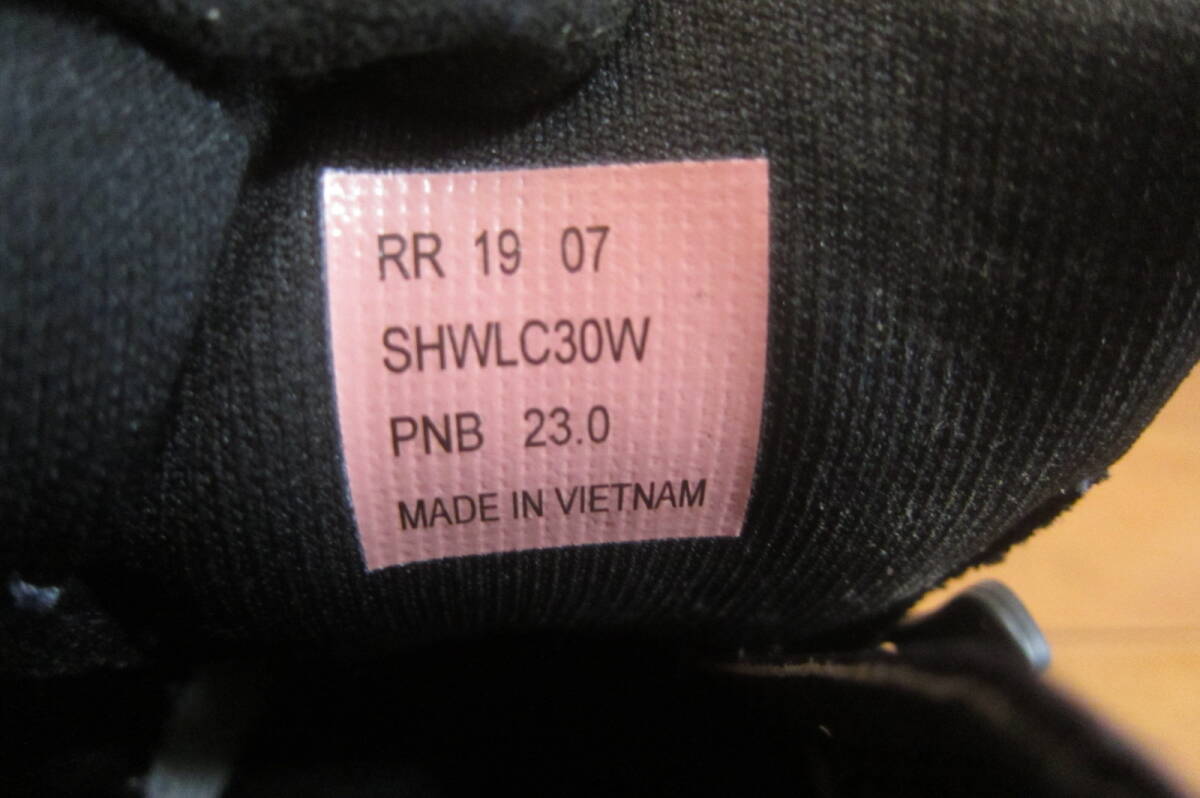 RR 19 07
SHWLC30W
PNB 23.0
MADE IN VIETNAM